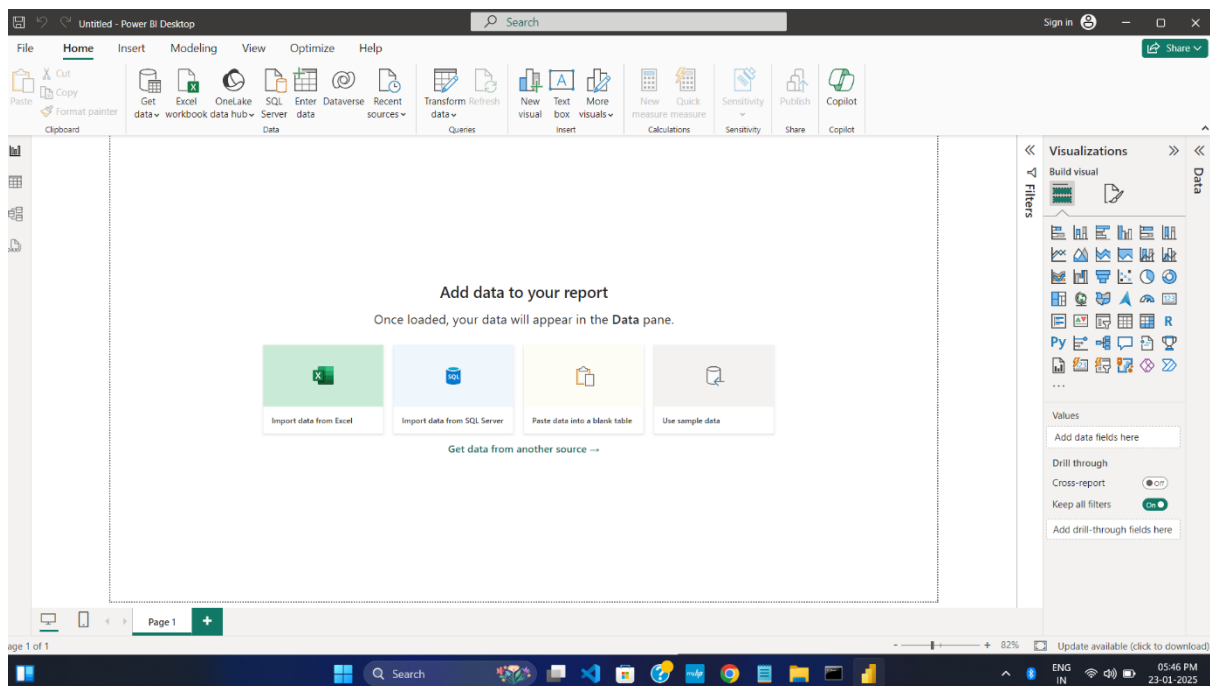 Untitled - Power BI Desktop
Search
Sign in
File Home Insert Modeling View Optimize Help
Share
Paste
Cut
Copy
Format painter
Clipboard
Get data
Excel workbook
OneLake data hub
SQL Server
Enter data
Dataverse
Recent sources
Data
Transform data
Refresh
Queries
New visual
Text box
More visuals
Insert
New measure
Quick measure
Calculations
Sensitivity
Sensitivity
Publish
Share
Copilot
Copilot
Filters
Visualizations
Build visual
Data
R
Py
Values
Add data fields here
Drill through
Cross-report
Off
Keep all filters
On
Add drill-through fields here
Add data to your report
Once loaded, your data will appear in the Data pane.
SQL
Import data from Excel
Import data from SQL Server
Paste data into a blank table
Use sample data
Get data from another source →
Page 1
age 1 of 1
82%
Update available (click to download)
Search
ENG
IN
05:46 PM
23-01-2025